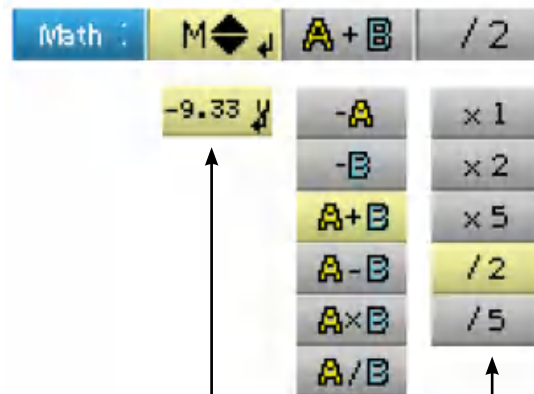 Math : M A + B / 2
-9.33 V -A x 1
-B x 2
A+B x 5
A-B / 2
A×B / 5
A/B